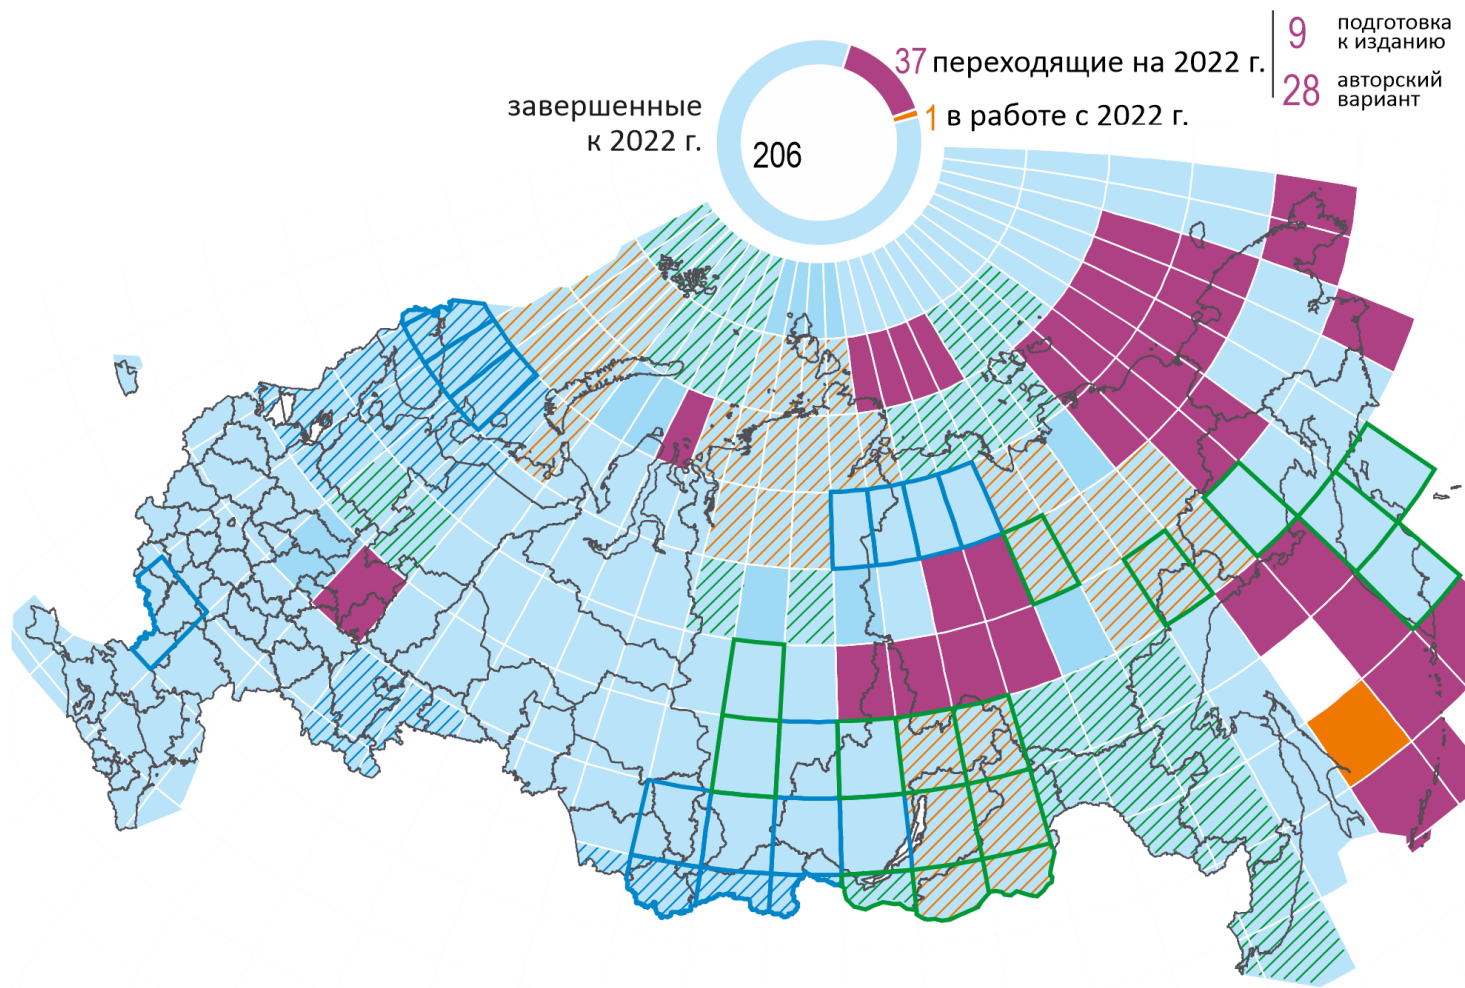 9 подготовка
к изданию
37 переходящие на 2022 г.
28 авторский
вариант
завершенные
к 2022 г.
1 в работе с 2022 г.
206